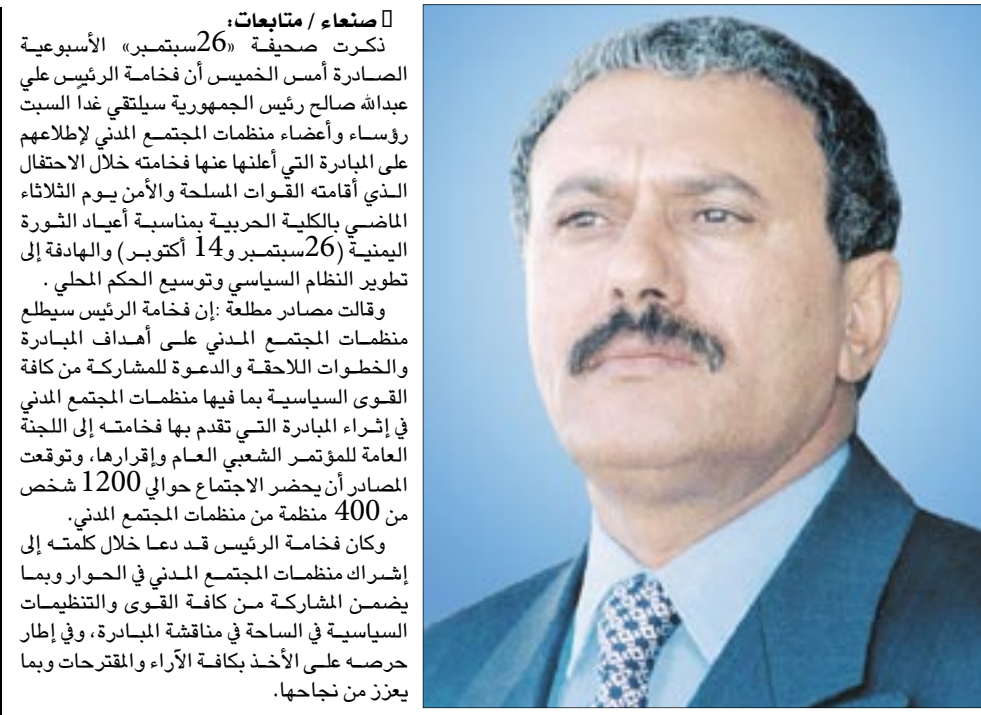 صنعاء / متابعات:
ذكرت صحيفة «26سبتمبر» الأسبوعية
الصادرة أمس الخميس أن فخامة الرئيس علي
عبدالله صالح رئيس الجمهورية سيلتقي غداً السبت
رؤساء وأعضاء منظمات المجتمع المدني لإطلاعهم
على المبادرة التي أعلنها عنها فخامته خلال الاحتفال
الذي أقامته القوات المسلحة والأمن يوم الثلاثاء
الماضي بالكلية الحربية بمناسبة أعياد الثورة
اليمنية (26سبتمبر و14 أكتوبر) والهادفة إلى
تطوير النظام السياسي وتوسيع الحكم المحلي .
وقالت مصادر مطلعة :إن فخامة الرئيس سيطلع
منظمات المجتمع المدني على أهداف المبادرة
والخطوات اللاحقة والدعوة للمشاركة من كافة
القوى السياسية بما فيها منظمات المجتمع المدني
في إثراء المبادرة التي تقدم بها فخامته إلى اللجنة
العامة للمؤتمر الشعبي العام وإقرارها، وتوقعت
المصادر أن يحضر الاجتماع حوالي 1200 شخص
من 400 منظمة من منظمات المجتمع المدني.
وكان فخامة الرئيس قد دعا خلال كلمته إلى
إشراك منظمات المجتمع المدني في الحوار وبما
يضمن المشاركة من كافة القوى والتنظيمات
السياسية في الساحة في مناقشة المبادرة، وفي إطار
حرصه على الأخذ بكافة الآراء والمقترحات وبما
يعزز من نجاحها.